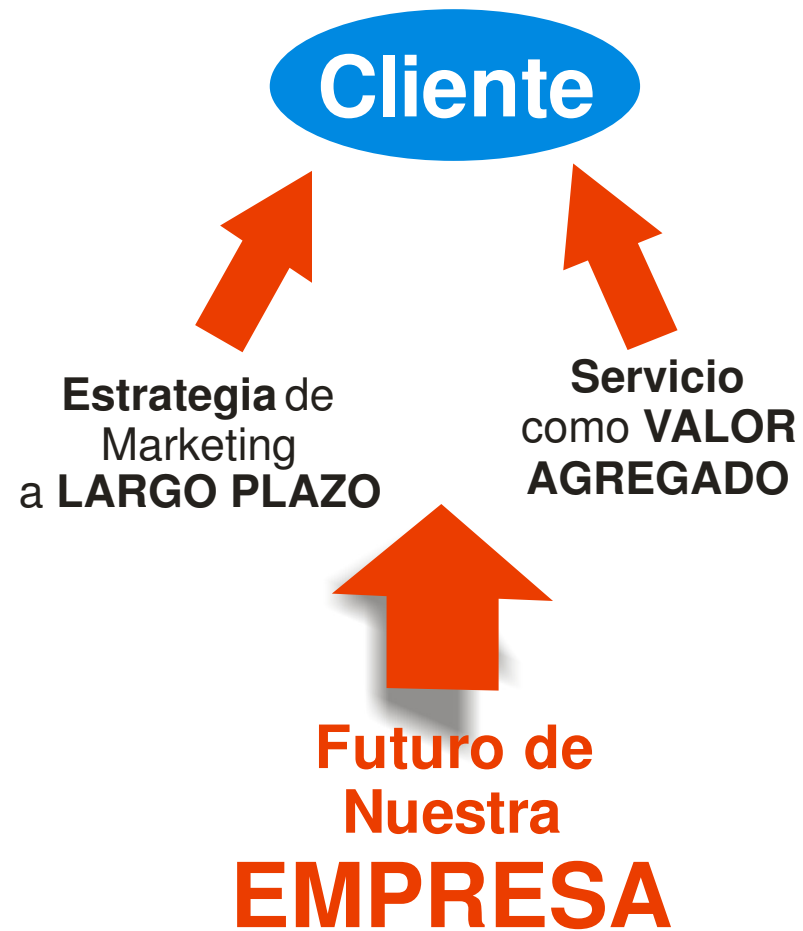 Cliente
Estrategia de
Marketing
a LARGO PLAZO
Servicio
como VALOR
AGREGADO
Futuro de
Nuestra
EMPRESA